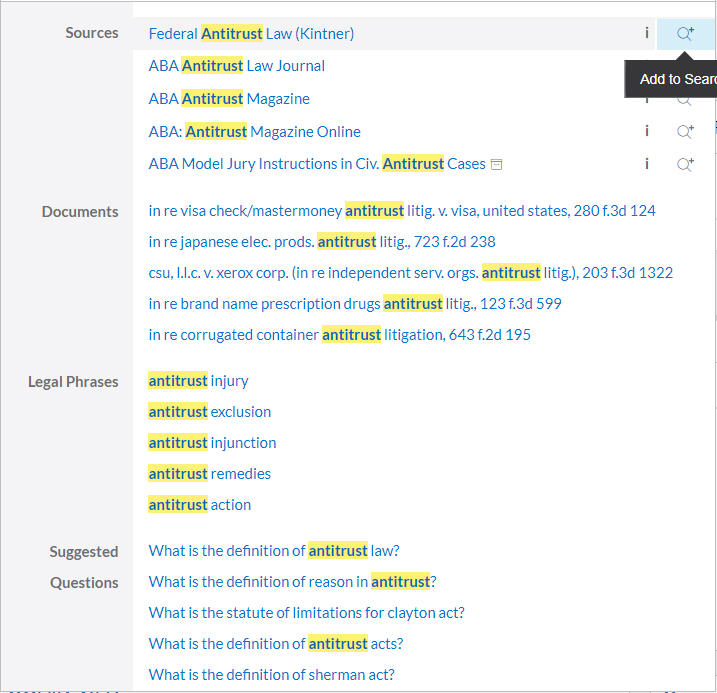 Sources
Federal Antitrust Law (Kintner)
i
Add to Sear
ABA Antitrust Law Journal
ABA Antitrust Magazine
i
ABA: Antitrust Magazine Online
i
ABA Model Jury Instructions in Civ. Antitrust Cases
i
Documents
in re visa check/mastermoney antitrust litig. v. visa, united states, 280 f.3d 124
in re japanese elec. prods. antitrust litig., 723 f.2d 238
csu, l.l.c. v. xerox corp. (in re independent serv. orgs. antitrust litig.), 203 f.3d 1322
in re brand name prescription drugs antitrust litig., 123 f.3d 599
in re corrugated container antitrust litigation, 643 f.2d 195
Legal Phrases
antitrust injury
antitrust exclusion
antitrust injunction
antitrust remedies
antitrust action
Suggested
Questions
What is the definition of antitrust law?
What is the definition of reason in antitrust?
What is the statute of limitations for clayton act?
What is the definition of antitrust acts?
What is the definition of sherman act?